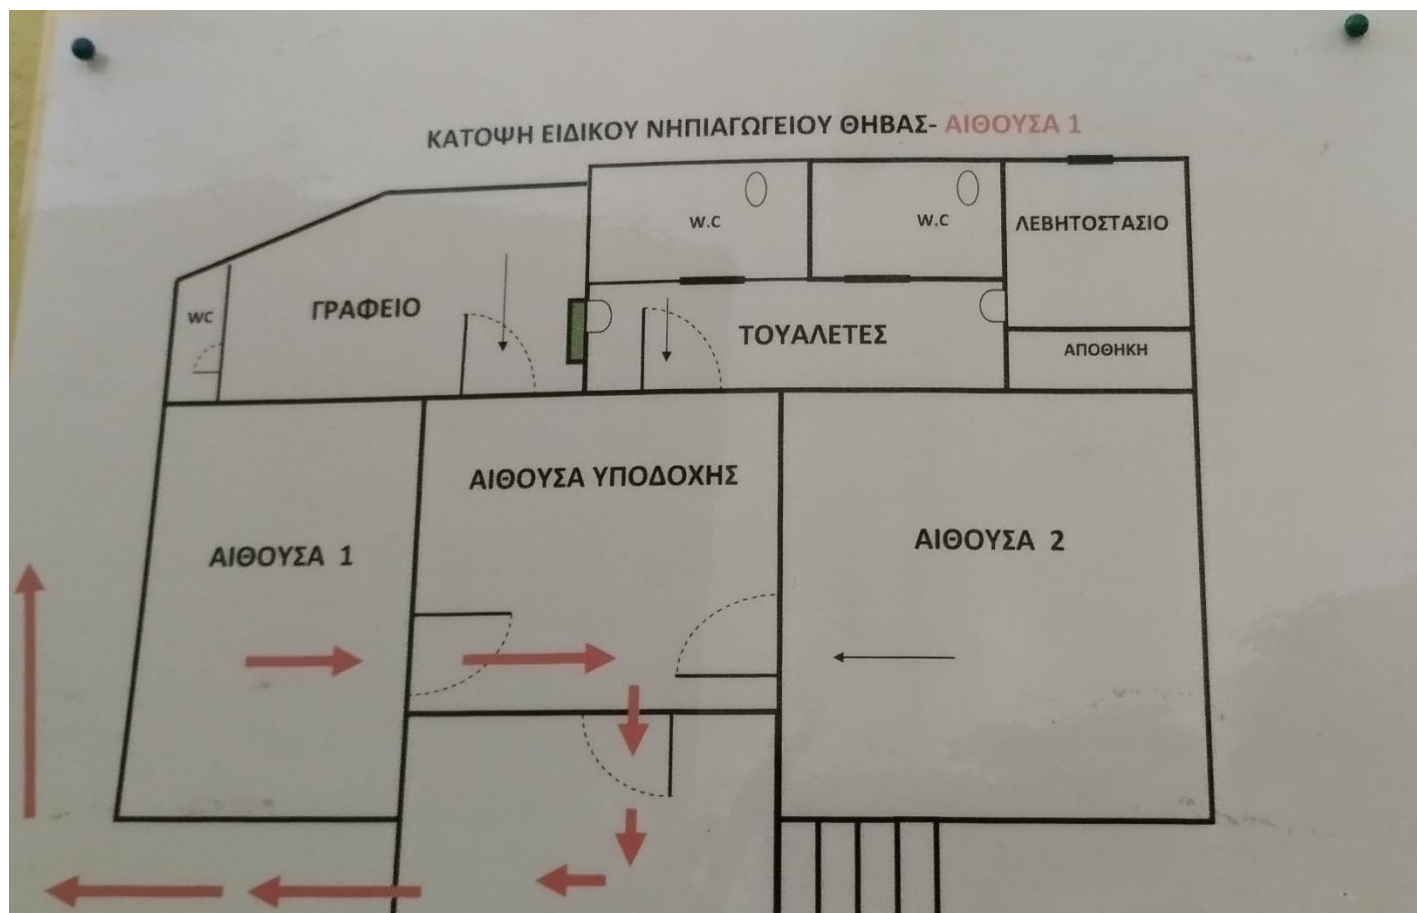 ΚΑΤΟΨΗ ΕΙΔΙΚΟΥ ΝΗΠΙΑΓΩΓΕΙΟΥ ΘΗΒΑΣ- ΑΙΘΟΥΣΑ 1
W.C
W.C
ΛΕΒΗΤΟΣΤΑΣΙΟ
WC
ΓΡΑΦΕΙΟ
ΤΟΥΑΛΕΤΕΣ
ΑΠΟΘΗΚΗ
ΑΙΘΟΥΣΑ ΥΠΟΔΟΧΗΣ
ΑΙΘΟΥΣΑ 1
ΑΙΘΟΥΣΑ 2